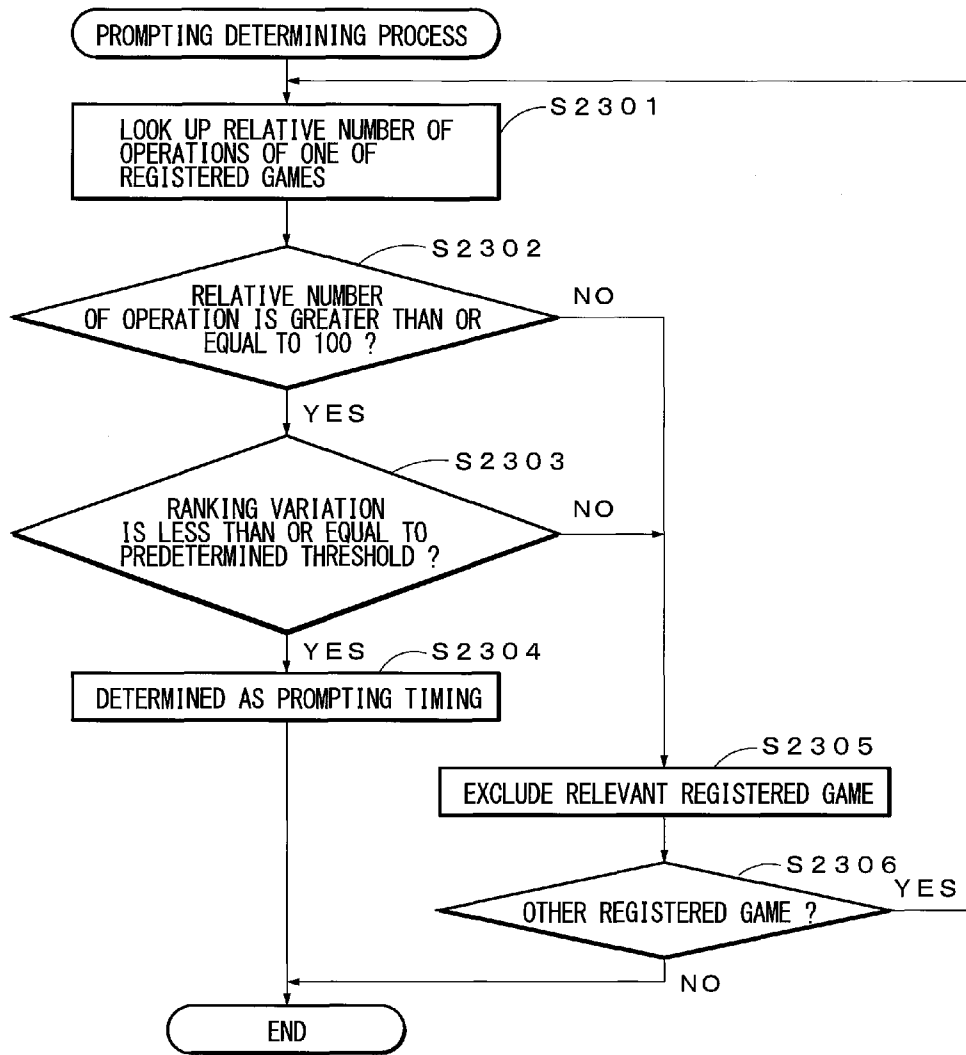 PROMPTING DETERMINING PROCESS
S2301
LOOK UP RELATIVE NUMBER OF
OPERATIONS OF ONE OF
REGISTERED GAMES
S2302
RELATIVE NUMBER
OF OPERATION IS GREATER THAN OR
EQUAL TO 100 ?
NO
YES
S2303
RANKING VARIATION
IS LESS THAN OR EQUAL TO
PREDETERMINED THRESHOLD ?
NO
YES
S2304
DETERMINED AS PROMPTING TIMING
S2305
EXCLUDE RELEVANT REGISTERED GAME
S2306
OTHER REGISTERED GAME ?
YES
NO
END